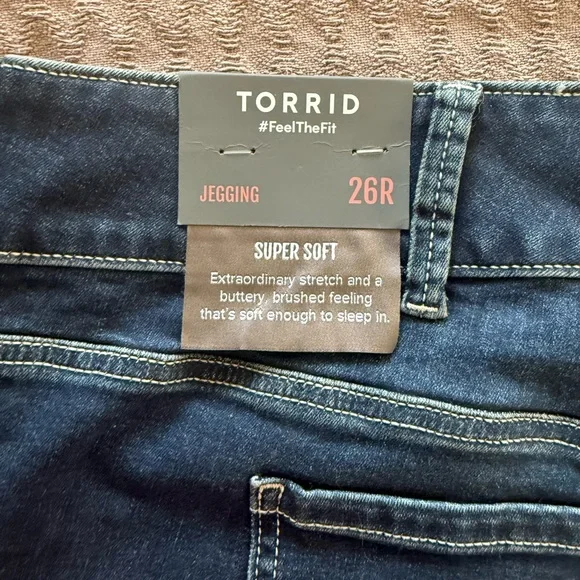 TORRID
#FeelTheFit
JEGGING 26R
SUPER SOFT
Extraordinary stretch and a
buttery, brushed feeling
that's soft enough to sleep in.